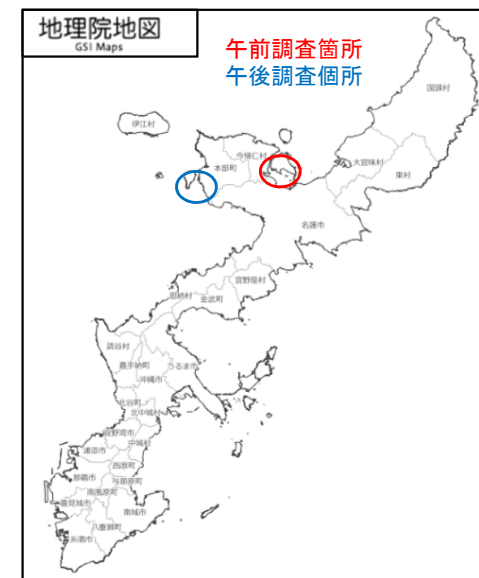 地理院地図
GSI Maps
午前調査箇所
午後調査個所
国頭村
伊江村
今帰仁村
大宜味村
本部町
東村
名護市
宜野座村
恩納村
金武町
読谷村
うるま市
嘉手納町
沖縄市
北谷町
北中城村
宜野湾市
中城村
浦添市
西原町
那覇市
与那原町
南風原町
豊見城市
南城市
八重瀬町
糸満市